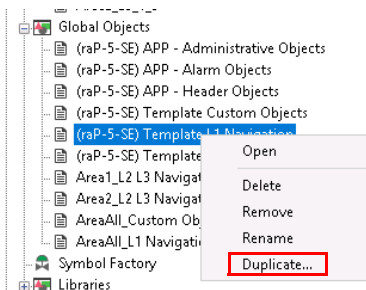 Global Objects
(raP-5-SE) APP - Administrative Objects
(raP-5-SE) APP - Alarm Objects
(raP-5-SE) APP - Header Objects
(raP-5-SE) Template Custom Objects
(raP-5-SE) Template L1 Navigation
(raP-5-SE) Template
Area1_L2 L3 Navigat
Area2_L2 L3 Navigat
AreaAll_Custom Ob
AreaAll_L1 Navigati
Symbol Factory
Libraries
Open
Delete
Remove
Rename
Duplicate...